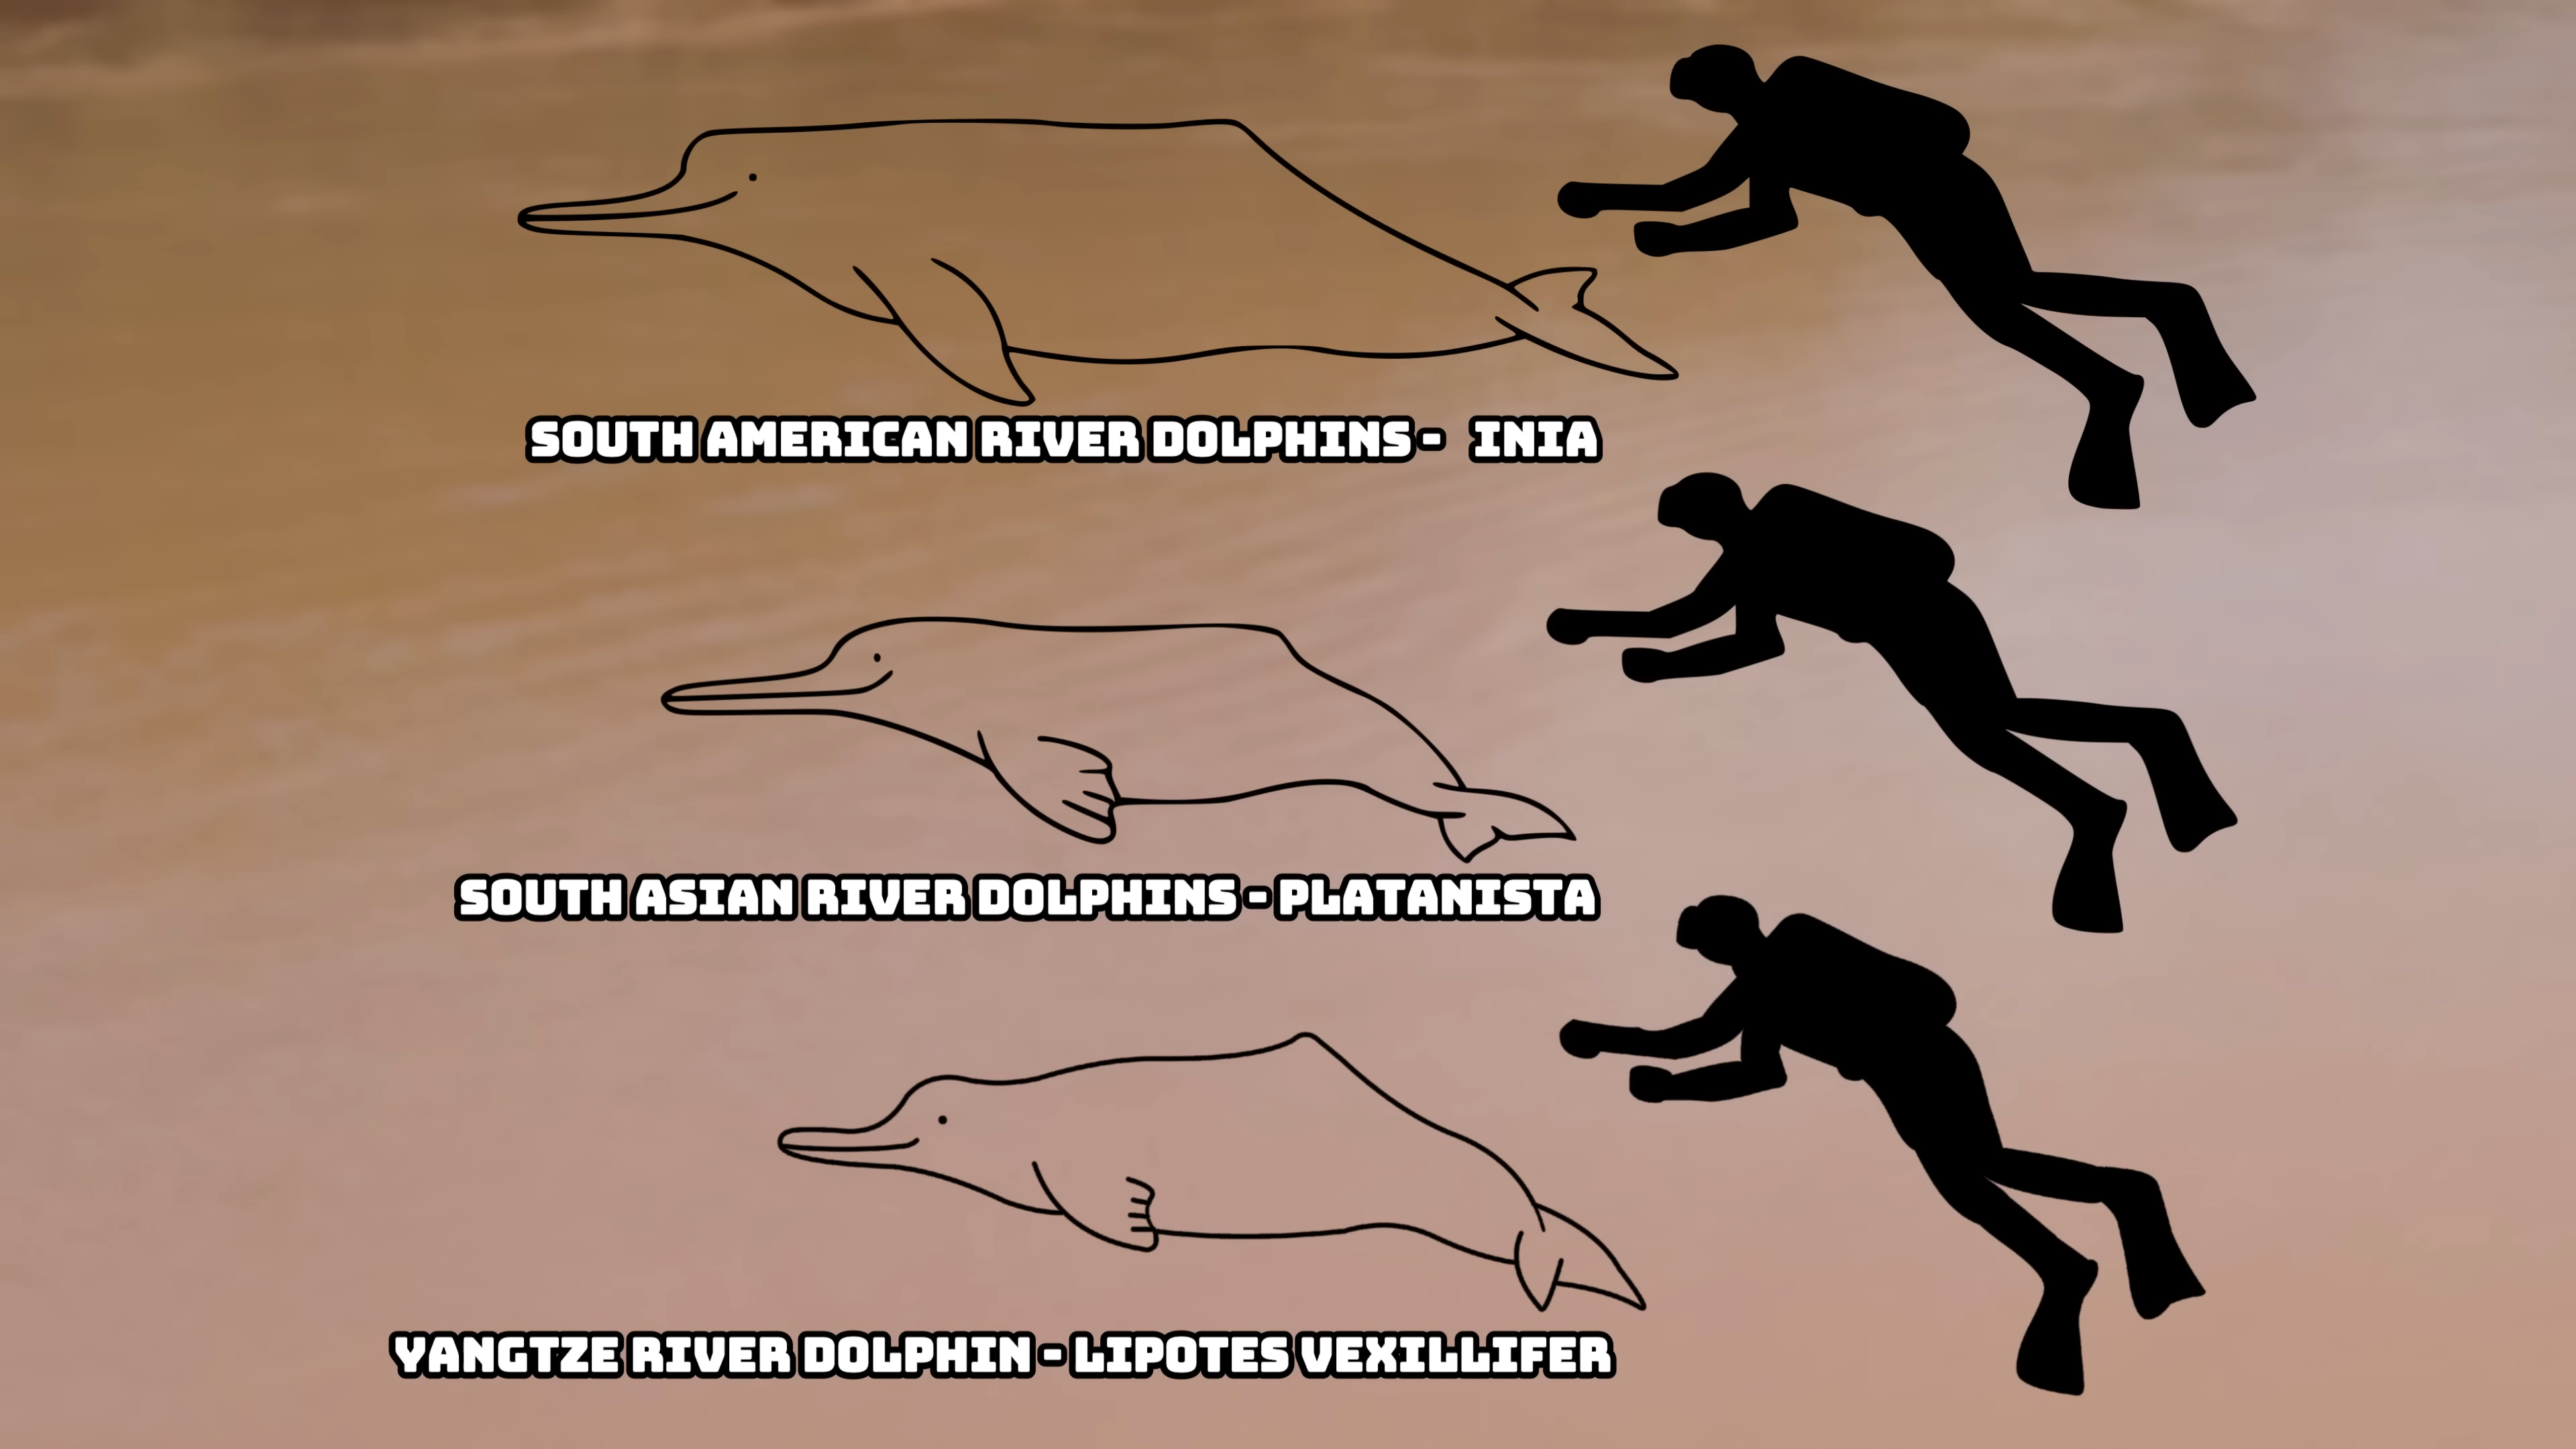 SOUTH AMERICAN RIVER DOLPHINS - INIA
SOUTH ASIAN RIVER DOLPHINS - PLATANISTA
YANGTZE RIVER DOLPHIN - LIPOTES VEXILLIFER